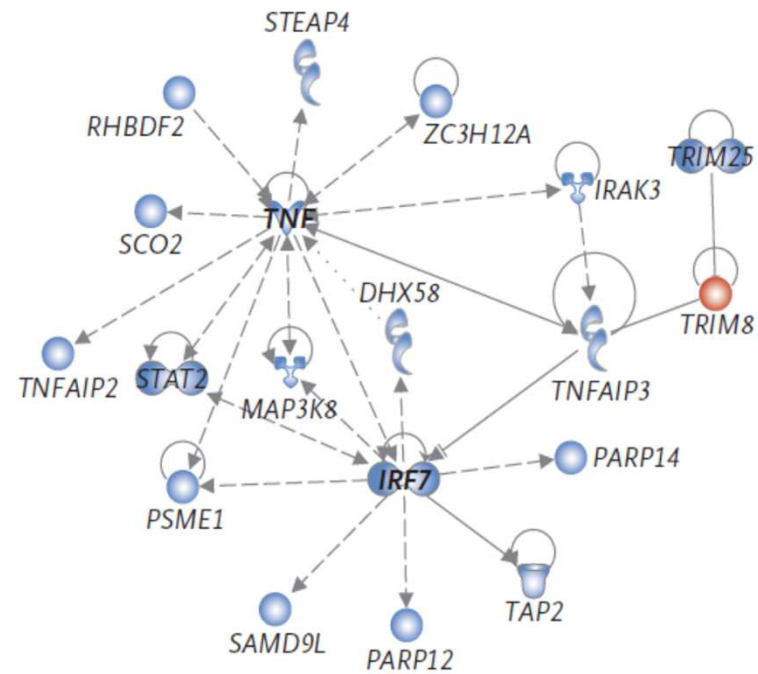 STEAP4
RHBDF2
ZC3H12A
TRIM25
IRAK3
TNF
SCO2
DHX58
TRIM8
TNFAIP2
STAT2
MAP3K8
TNFAIP3
PARP14
IRF7
PSME1
TAP2
SAMD9L
PARP12